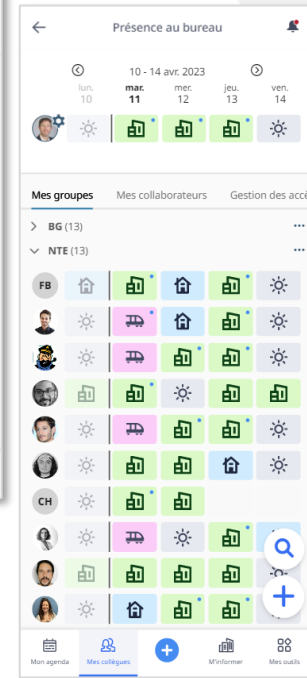 Présence au bureau
10 - 14 avr. 2023
lun. mar. mer. jeu. ven.
10 11 12 13 14
Mes groupes Mes collaborateurs Gestion des accè
BG (13)
NTE (13)
FB
CH
Mon agenda Mes collègues M'informer Mes outils